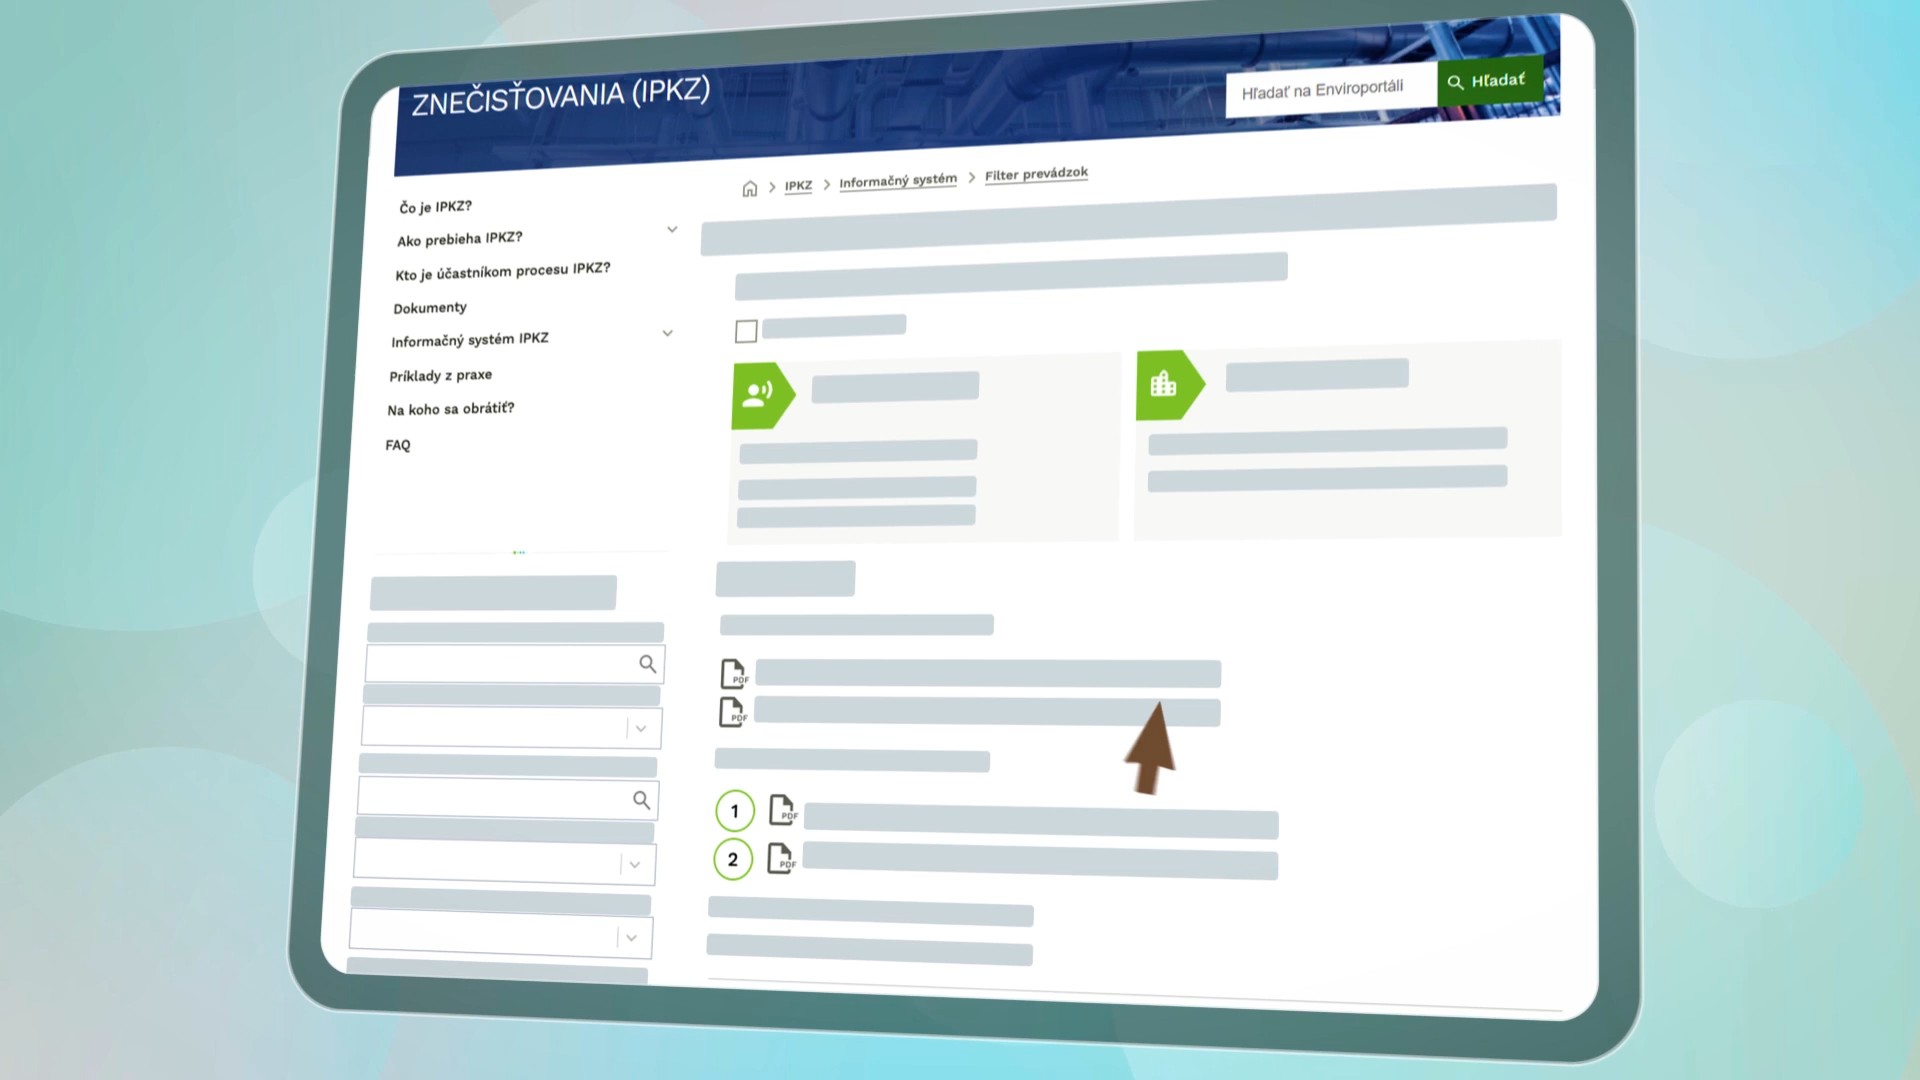 ZNEČISŤOVANIA (IPKZ)
Hľadať na Enviroportáli
Hľadať
IPKZ > Informačný systém > Filter prevádzok
Čo je IPKZ?
Ako prebieha IPKZ?
Kto je účastníkom procesu IPKZ?
Dokumenty
Informačný systém IPKZ
Príklady z praxe
Na koho sa obrátiť?
FAQ
PDF
PDF
1 PDF
2 PDF